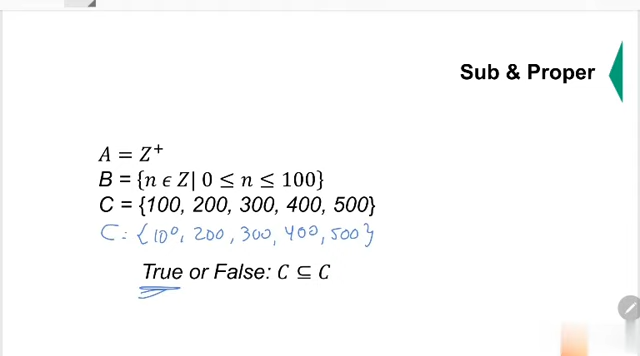 Sub & Proper
A = Z⁺
B = {n ϵ Z| 0 ≤ n ≤ 100}
C = {100, 200, 300, 400, 500}
C: {100, 200, 300, 400, 500}
True or False: C ⊆ C